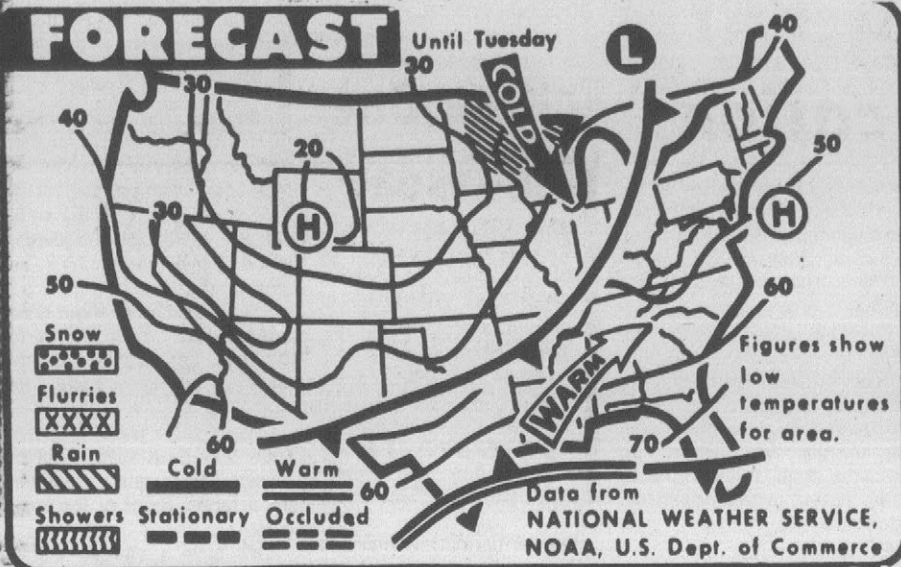 FORECAST
Until Tuesday
30
COLD
L
40
30
40
20
50
H
H
30
50
60
Snow
Flurries
Rain
Showers
60
Cold
Warm
60
Stationary
Occluded
WARM
70
Figures show
low
temperatures
for area.
Data from
NATIONAL WEATHER SERVICE,
NOAA, U.S. Dept. of Commerce